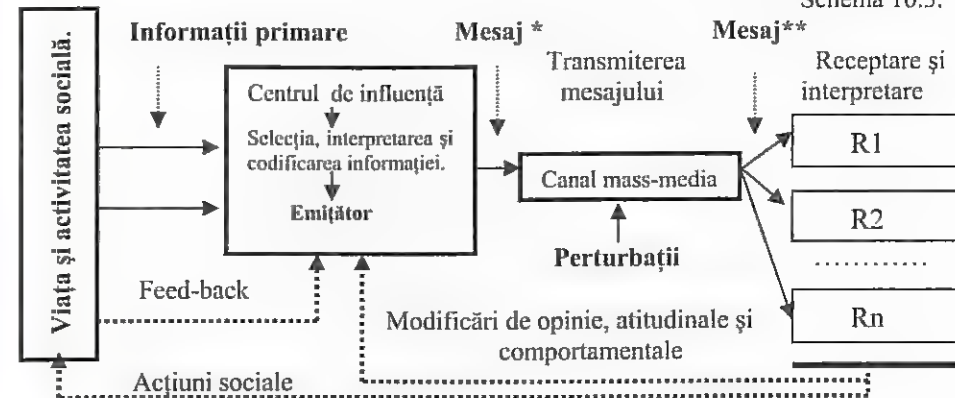 Schema 10.3.
Informații primare
Mesaj *
Mesaj**
Transmiterea
mesajului
Receptare și
interpretare
Viața și activitatea socială.
Centrul de influență
Selecția, interpretarea și
codificarea informației.
Emițător
Canal mass-media
R1
R2
.............
Rn
Perturbații
Feed-back
Modificări de opinie, atitudinale și
comportamentale
Acțiuni sociale